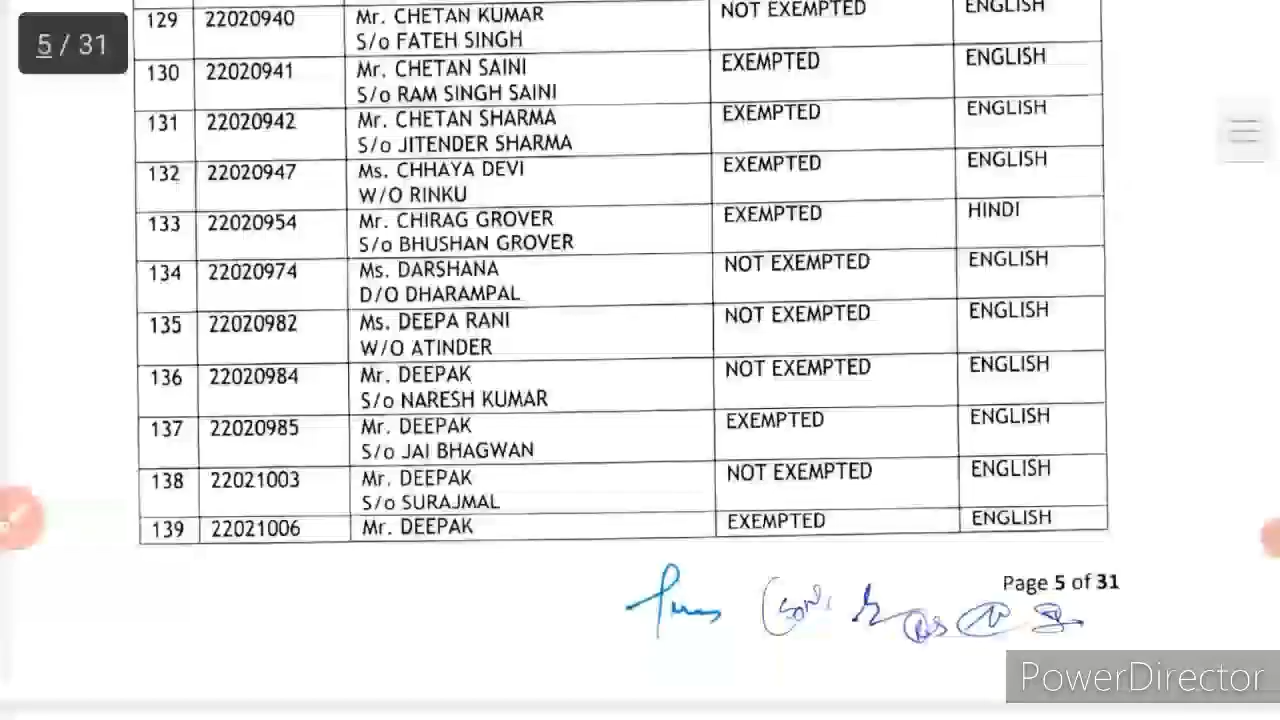 5 / 31
129 22020940 Mr. CHETAN KUMAR NOT EXEMPTED ENGLISH
S/o FATEH SINGH
130 22020941 Mr. CHETAN SAINI EXEMPTED ENGLISH
S/o RAM SINGH SAINI
131 22020942 Mr. CHETAN SHARMA EXEMPTED ENGLISH
S/o JITENDER SHARMA
132 22020947 Ms. CHHAYA DEVI EXEMPTED ENGLISH
W/O RINKU
133 22020954 Mr. CHIRAG GROVER EXEMPTED HINDI
S/o BHUSHAN GROVER
134 22020974 Ms. DARSHANA NOT EXEMPTED ENGLISH
D/O DHARAMPAL
135 22020982 Ms. DEEPA RANI NOT EXEMPTED ENGLISH
W/O ATINDER
136 22020984 Mr. DEEPAK NOT EXEMPTED ENGLISH
S/o NARESH KUMAR
137 22020985 Mr. DEEPAK EXEMPTED ENGLISH
S/o JAI BHAGWAN
138 22021003 Mr. DEEPAK NOT EXEMPTED ENGLISH
S/o SURAJMAL
139 22021006 Mr. DEEPAK EXEMPTED ENGLISH
Page 5 of 31
PowerDirector